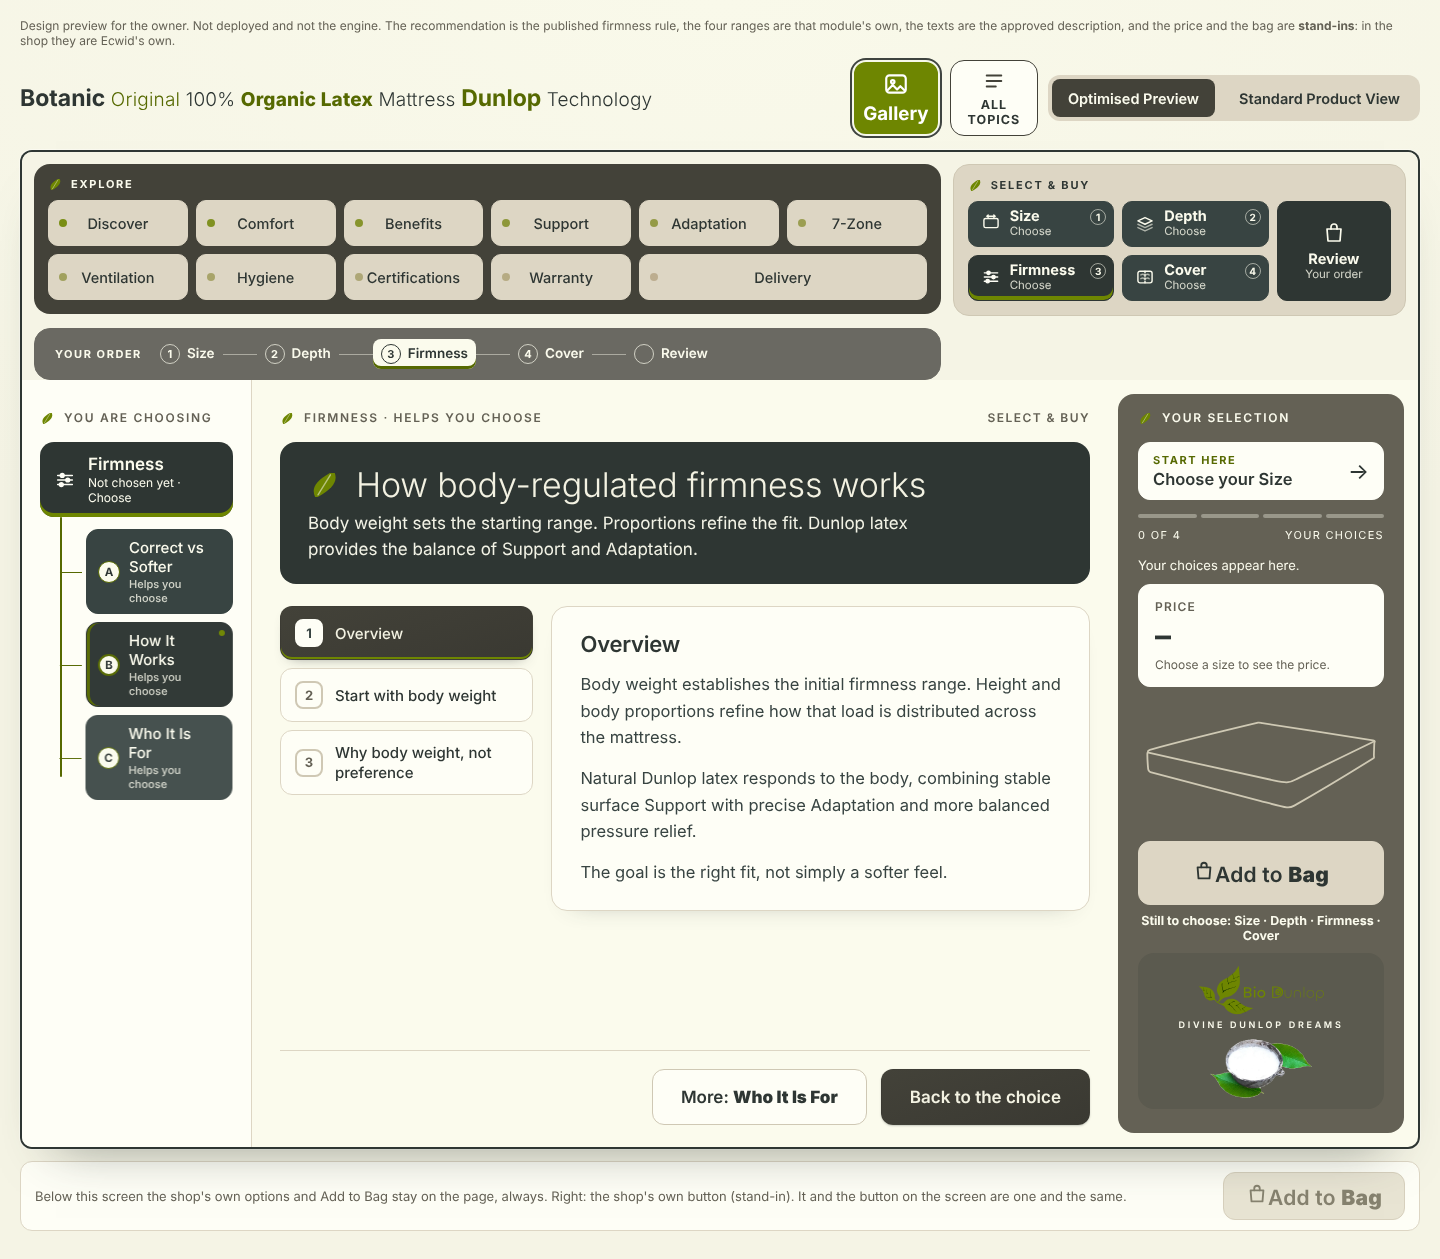 Design preview for the owner. Not deployed and not the engine. The recommendation is the published firmness rule, the four ranges are that module's own, the texts are the approved description, and the price and the bag are stand-ins: in the
shop they are Ecwid's own.
Botanic Original 100% Organic Latex Mattress Dunlop Technology
Gallery
ALL
TOPICS
Optimised Preview
Standard Product View
EXPLORE
Discover
Comfort
Benefits
Support
Adaptation
7-Zone
Ventilation
Hygiene
Certifications
Warranty
Delivery
SELECT & BUY
Size
Choose
1
Depth
Choose
2
Firmness
Choose
3
Cover
Choose
4
Review
Your order
YOUR ORDER
1 Size
2 Depth
3 Firmness
4 Cover
Review
YOU ARE CHOOSING
Firmness
Not chosen yet ·
Choose
A
Correct vs
Softer
Helps you
choose
B
How It
Works
Helps you
choose
C
Who It Is
For
Helps you
choose
FIRMNESS · HELPS YOU CHOOSE
SELECT & BUY
How body-regulated firmness works
Body weight sets the starting range. Proportions refine the fit. Dunlop latex
provides the balance of Support and Adaptation.
1 Overview
2 Start with body weight
3 Why body weight, not
preference
Overview
Body weight establishes the initial firmness range. Height and
body proportions refine how that load is distributed across
the mattress.
Natural Dunlop latex responds to the body, combining stable
surface Support with precise Adaptation and more balanced
pressure relief.
The goal is the right fit, not simply a softer feel.
More: Who It Is For
Back to the choice
YOUR SELECTION
START HERE
Choose your Size
0 OF 4
YOUR CHOICES
Your choices appear here.
PRICE
–
Choose a size to see the price.
Add to Bag
Still to choose: Size · Depth · Firmness ·
Cover
Bio Dunlop
DIVINE DUNLOP DREAMS
Below this screen the shop's own options and Add to Bag stay on the page, always. Right: the shop's own button (stand-in). It and the button on the screen are one and the same.
Add to Bag